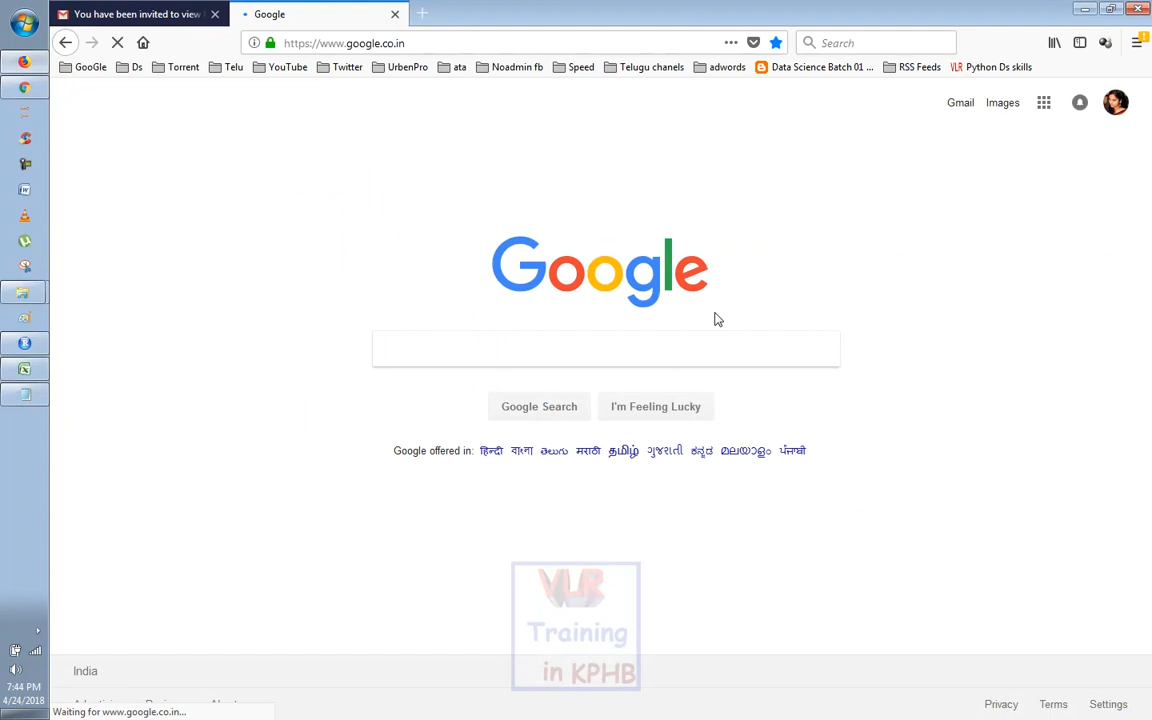 You have been invited to view
Google
https://www.google.co.in
Search
GooGle
Ds
Torrent
Telu
YouTube
Twitter
UrbenPro
ata
Noadmin fb
Speed
Telugu chanels
adwords
Data Science Batch 01 ...
RSS Feeds
VLR Python Ds skills
Gmail Images
Google
Google Search I'm Feeling Lucky
Google offered in: हिन्दी বাংলা తెలుగు मराठी தமிழ் ગુજરાતી ಕನ್ನಡ മലയാളം ਪੰਜਾਬੀ
VLR
Training
in KPHB
India
Privacy Terms Settings
Waiting for www.google.co.in...
7:44 PM
4/24/2018